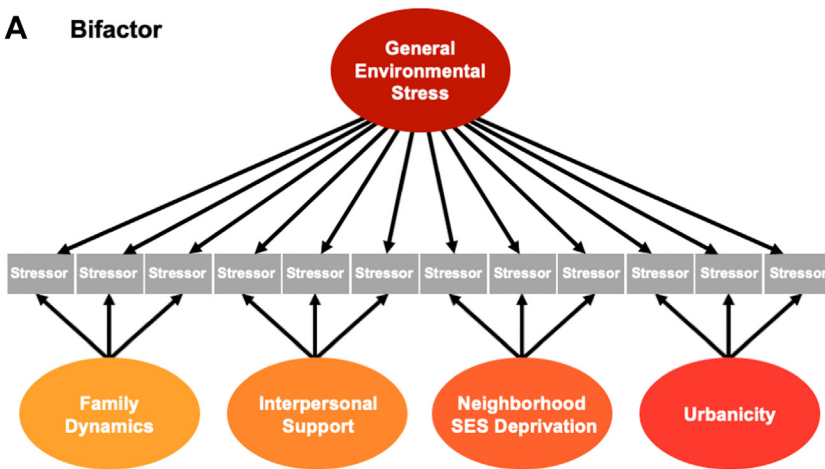 A Bifactor
General
Environmental
Stress
Stressor Stressor Stressor Stressor Stressor Stressor Stressor Stressor Stressor Stressor Stressor Stressor
Family
Dynamics
Interpersonal
Support
Neighborhood
SES Deprivation
Urbanicity